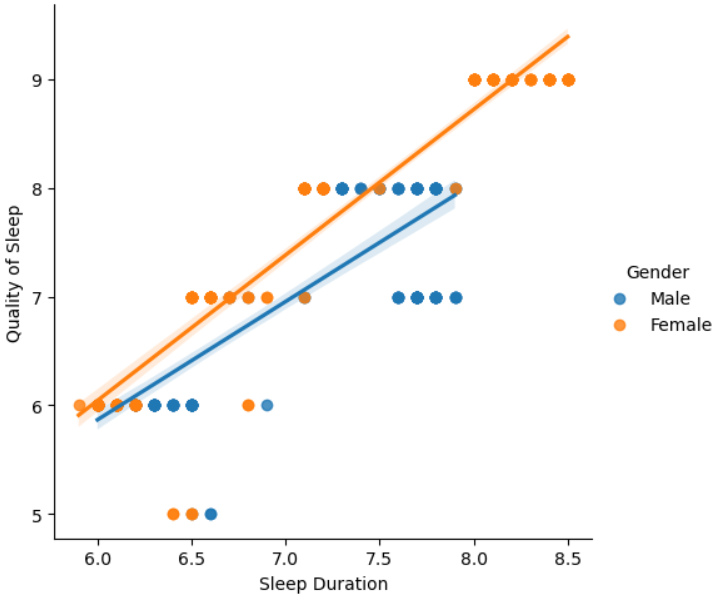 9
8
7
6
5
Quality of Sleep
6.0 6.5 7.0 7.5 8.0 8.5
Sleep Duration
Gender
Male
Female